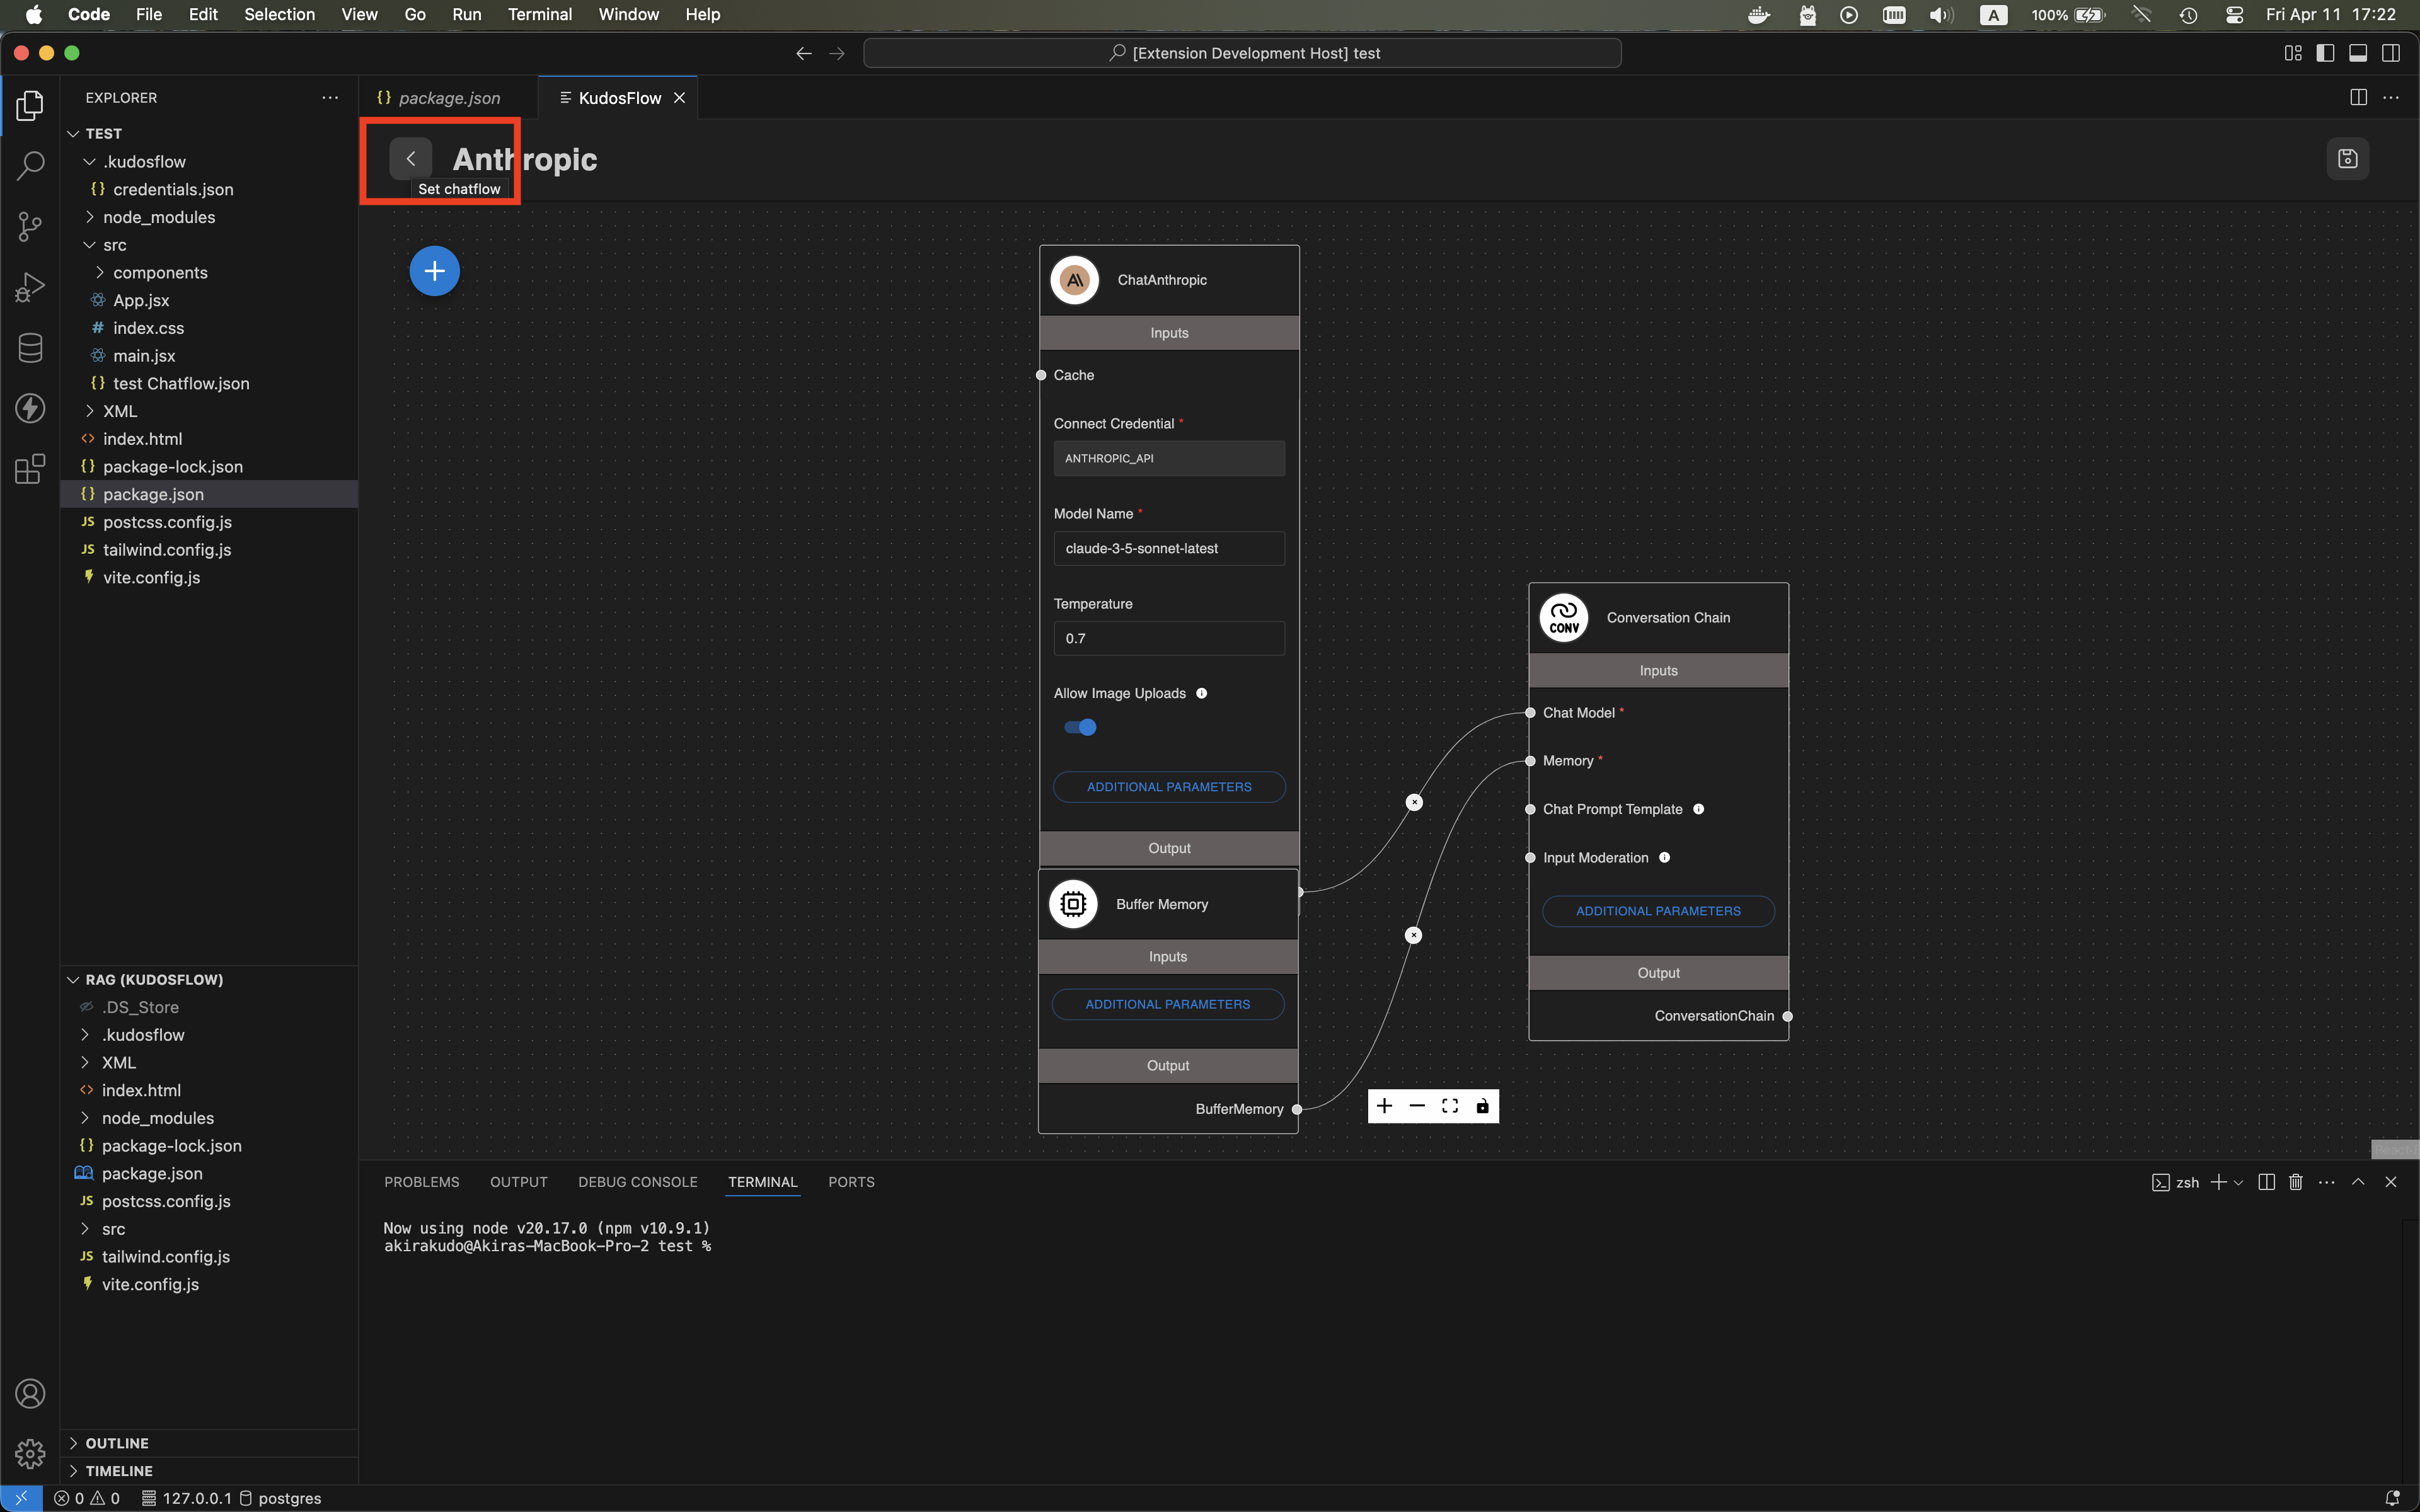 Code File Edit Selection View Go Run Terminal Window Help A 100% Fri Apr 11 17:22
[Extension Development Host] test
EXPLORER
TEST
.kudosflow
{} credentials.json
node_modules
src
components
App.jsx
# index.css
main.jsx
{} test Chatflow.json
XML
<> index.html
{} package-lock.json
{} package.json
JS postcss.config.js
JS tailwind.config.js
vite.config.js
RAG (KUDOSFLOW)
.DS_Store
.kudosflow
XML
<> index.html
node_modules
{} package-lock.json
package.json
JS postcss.config.js
src
JS tailwind.config.js
vite.config.js
OUTLINE
TIMELINE
{} package.json
KudosFlow
Anthropic
Set chatflow
ChatAnthropic
Inputs
Cache
Connect Credential *
ANTHROPIC_API
Model Name *
claude-3-5-sonnet-latest
Temperature
0.7
Allow Image Uploads
ADDITIONAL PARAMETERS
Output
Buffer Memory
Inputs
ADDITIONAL PARAMETERS
Output
BufferMemory
CONV
Conversation Chain
Inputs
Chat Model *
Memory *
Chat Prompt Template
Input Moderation
ADDITIONAL PARAMETERS
Output
ConversationChain
PROBLEMS OUTPUT DEBUG CONSOLE TERMINAL PORTS
zsh
Now using node v20.17.0 (npm v10.9.1)
akirakudo@Akiras-MacBook-Pro-2 test %
0 0 127.0.0.1 postgres